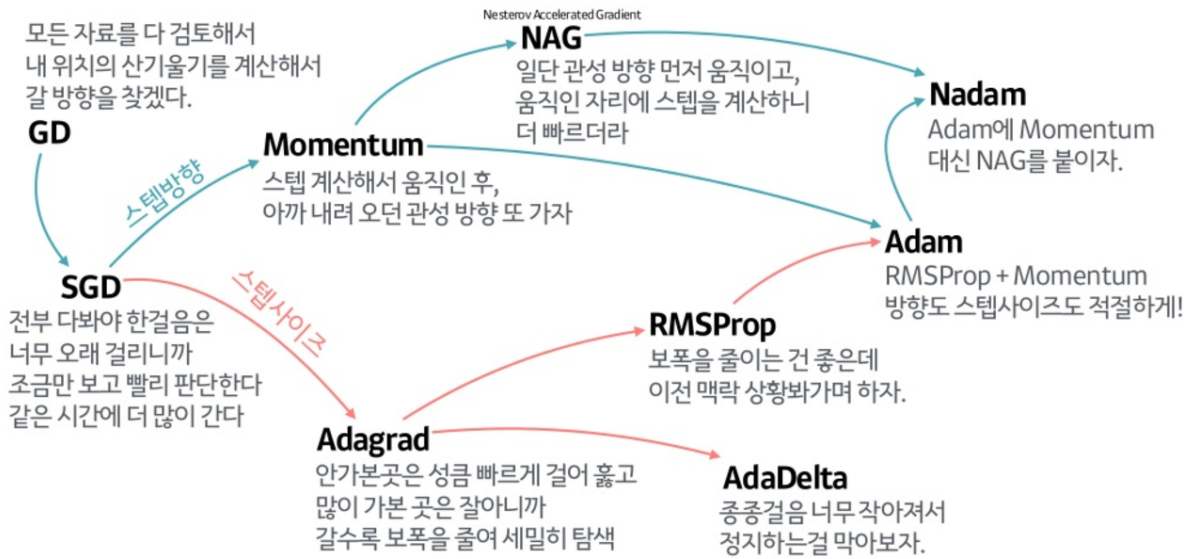 모든 자료를 다 검토해서
내 위치의 산기울기를 계산해서
갈 방향을 찾겠다.
GD
스텝방향
Momentum
스텝 계산해서 움직인 후,
아까 내려 오던 관성 방향 또 가자
Nesterov Accelerated Gradient
NAG
일단 관성 방향 먼저 움직이고,
움직인 자리에 스텝을 계산하니
더 빠르더라
Nadam
Adam에 Momentum
대신 NAG를 붙이자.
Adam
RMSProp + Momentum
방향도 스텝사이즈도 적절하게!
SGD
전부 다봐야 한걸음은
너무 오래 걸리니까
조금만 보고 빨리 판단한다
같은 시간에 더 많이 간다
스텝사이즈
RMSProp
보폭을 줄이는 건 좋은데
이전 맥락 상황봐가며 하자.
Adagrad
안가본곳은 성큼 빠르게 걸어 훑고
많이 가본 곳은 잘아니까
갈수록 보폭을 줄여 세밀히 탐색
AdaDelta
종종걸음 너무 작아져서
정지하는걸 막아보자.